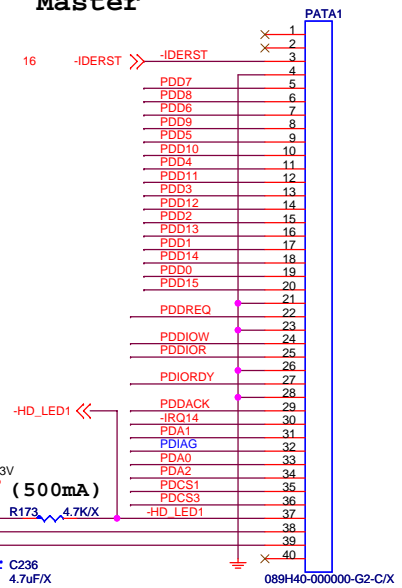 Master
PATA1
1
2
16 -IDERST -IDERST 3
4
PDD7 5
PDD8 6
PDD6 7
PDD9 8
PDD5 9
PDD10 10
PDD4 11
PDD11 12
PDD3 13
PDD12 14
PDD2 15
PDD13 16
PDD1 17
PDD14 18
PDD0 19
PDD15 20
21
PDDREQ 22
23
PDDIOW 24
PDDIOR 25
26
PDIORDY 27
28
-HD_LED1 PDDACK 29
-IRQ14 30
PDA1 31
PDIAG 32
PDA0 33
PDA2 34
3V
(500mA) PDCS1 35
PDCS3 36
R173 4.7K/X -HD_LED1 37
38
39
40
C236
4.7uF/X 089H40-000000-G2-C/X